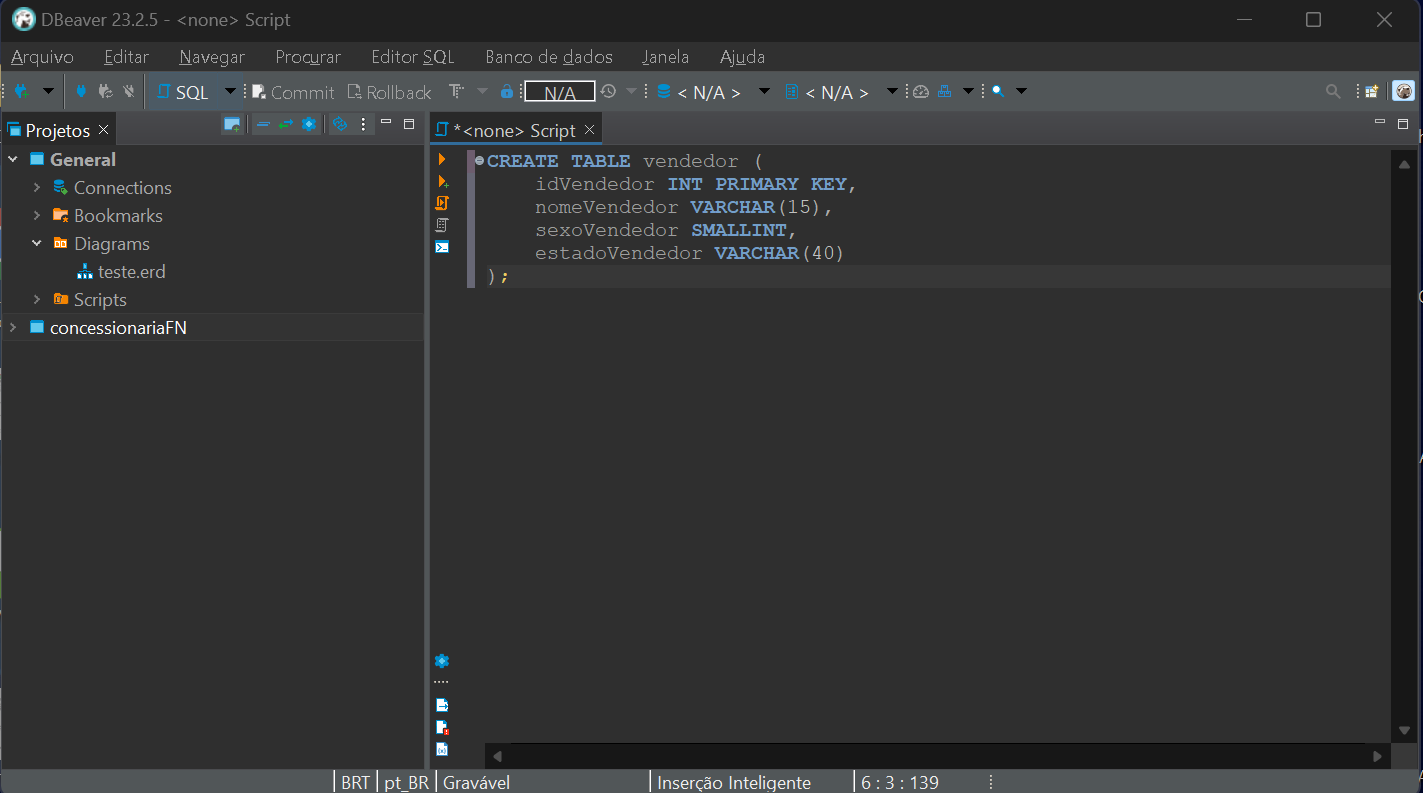 DBeaver 23.2.5 - <none> Script
Arquivo Editar Navegar Procurar Editor SQL Banco de dados Janela Ajuda
SQL Commit Rollback N/A < N/A > < N/A >
Projetos
*<none> Script
General
Connections
Bookmarks
Diagrams
teste.erd
Scripts
concessionariaFN
CREATE TABLE vendedor (
idVendedor INT PRIMARY KEY,
nomeVendedor VARCHAR(15),
sexoVendedor SMALLINT,
estadoVendedor VARCHAR(40)
);
BRT pt_BR Gravável Inserção Inteligente 6 : 3 : 139